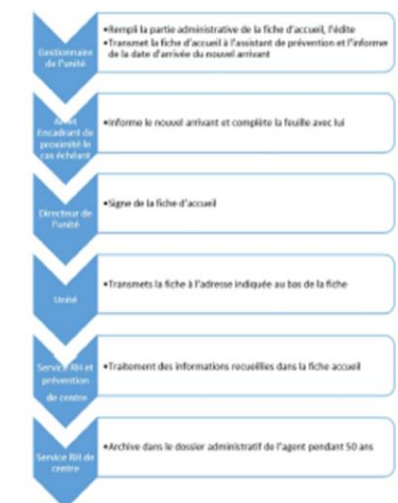 Gestionnaire
de l'unité
•Rempli la partie administrative de la fiche d'accueil, l'édite
•Transmet la fiche d'accueil à l'assistant de prévention et l'informe
de la date d'arrivée du nouvel arrivant
Encadrant de
proximité le
cas échéant
•Informe le nouvel arrivant et complète la feuille avec lui
Directeur de
l'unité
•Signe de la fiche d'accueil
Unité
•Transmets la fiche à l'adresse indiquée au bas de la fiche
Service RH et
prévention
de centre
•Traitement des informations recueillies dans la fiche accueil
Service RH de
centre
•Archive dans le dossier administratif de l'agent pendant 50 ans